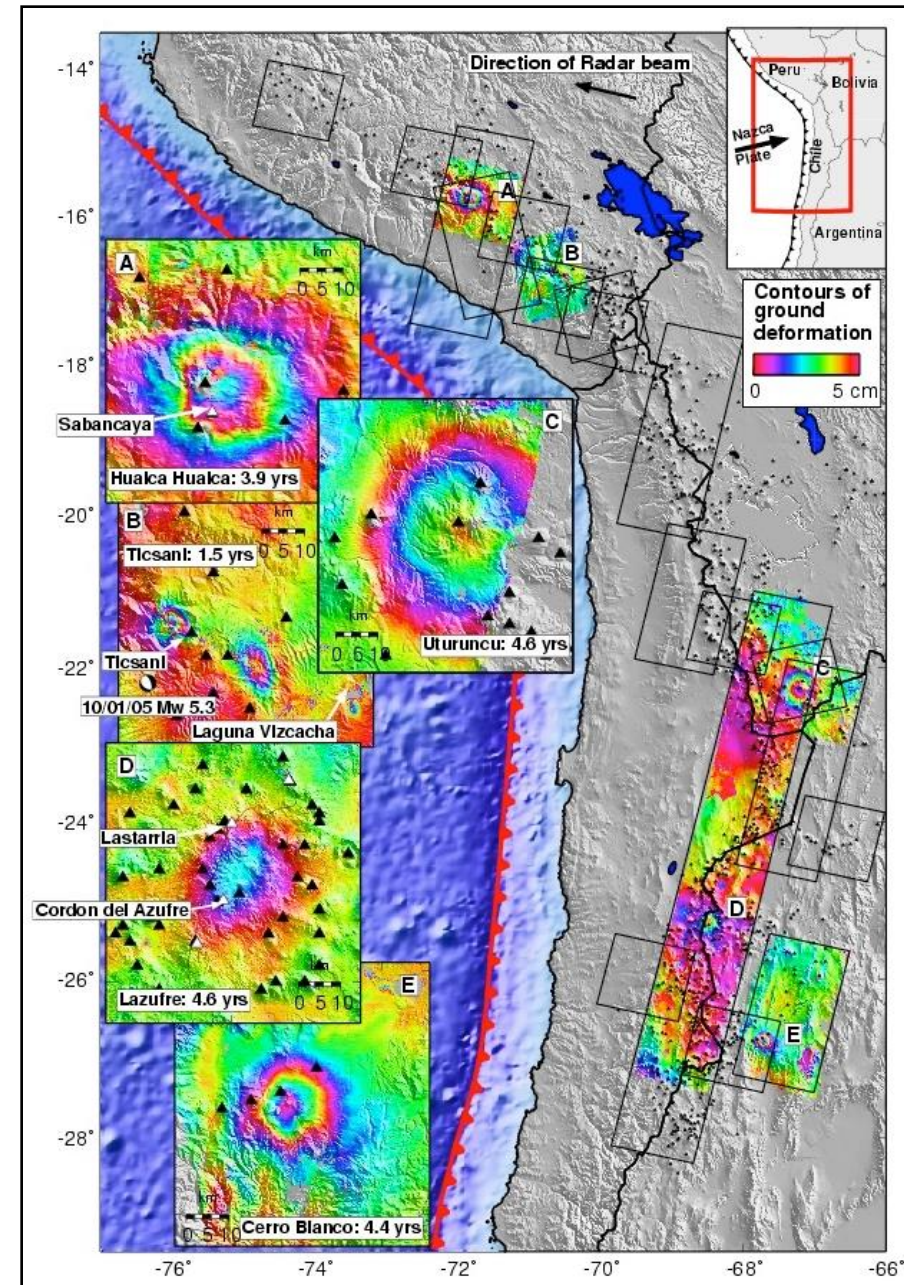 -14°
-16°
-18°
-20°
-22°
-24°
-26°
-28°
-76
-74
-72
-70
-68
-66°
Direction of Radar beam
Peru
Bolivia
Nazca
Plate
Chile
Argentina
Contours of
ground
deformation
0 5 cm
A
B
C
D
E
A
km
0 5 10
Sabancaya
Hualca Hualca: 3.9 yrs
B
km
0 5 10
Ticsani: 1.5 yrs
Ticsani
10/01/05 Mw 5.3
Laguna Vizcacha
C
km
0 5 10
Uturuncu: 4.6 yrs
D
Lastarria
Cordon del Azufre
km
0 5 10
Lazufre: 4.6 yrs
E
km
0 5 10
Cerro Blanco: 4.4 yrs